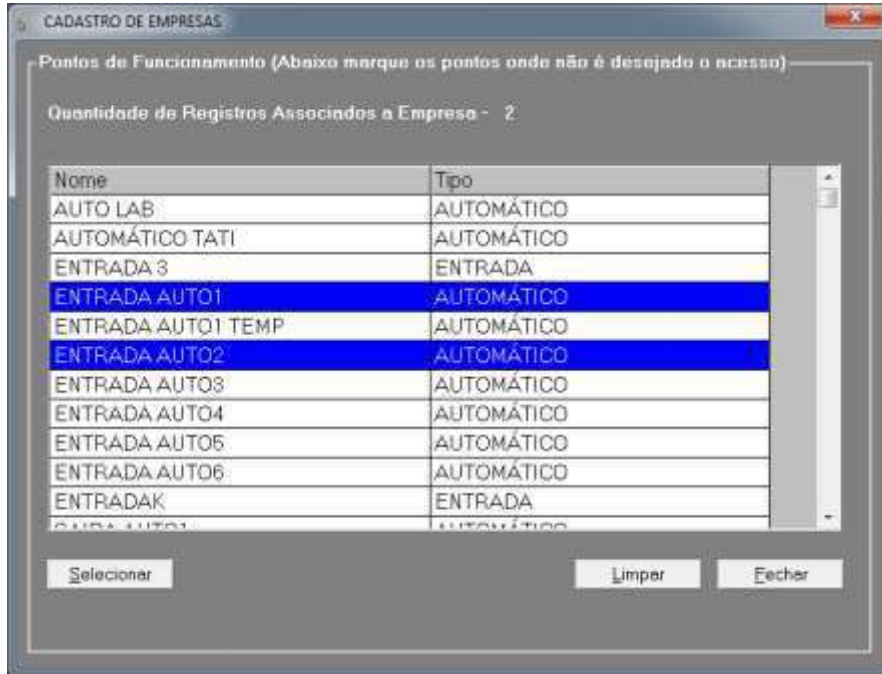 CADASTRO DE EMPRESAS
Pontos de Funcionamento (Abaixo marque os pontos onde não é desejado o acesso)
Quantidade de Registros Associados a Empresa - 2
Nome Tipo
AUTO LAB AUTOMÁTICO
AUTOMÁTICO TATI AUTOMÁTICO
ENTRADA 3 ENTRADA
ENTRADA AUTO1 AUTOMÁTICO
ENTRADA AUTO1 TEMP AUTOMÁTICO
ENTRADA AUTO2 AUTOMÁTICO
ENTRADA AUTO3 AUTOMÁTICO
ENTRADA AUTO4 AUTOMÁTICO
ENTRADA AUTO5 AUTOMÁTICO
ENTRADA AUTO6 AUTOMÁTICO
ENTRADAK ENTRADA
SAIDA AUTO1 AUTOMÁTICO
Selecionar Limpar Fechar